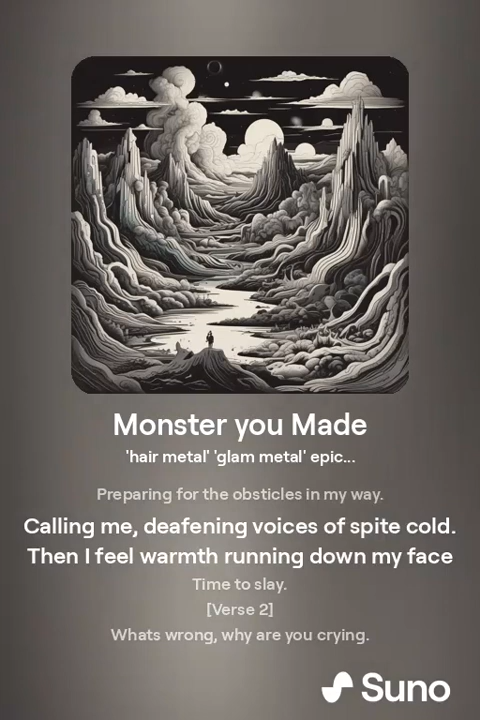 Monster you Made
'hair metal' 'glam metal' epic...
Preparing for the obsticles in my way.
Calling me, deafening voices of spite cold.
Then I feel warmth running down my face
Time to slay.
[Verse 2]
Whats wrong, why are you crying.
Suno